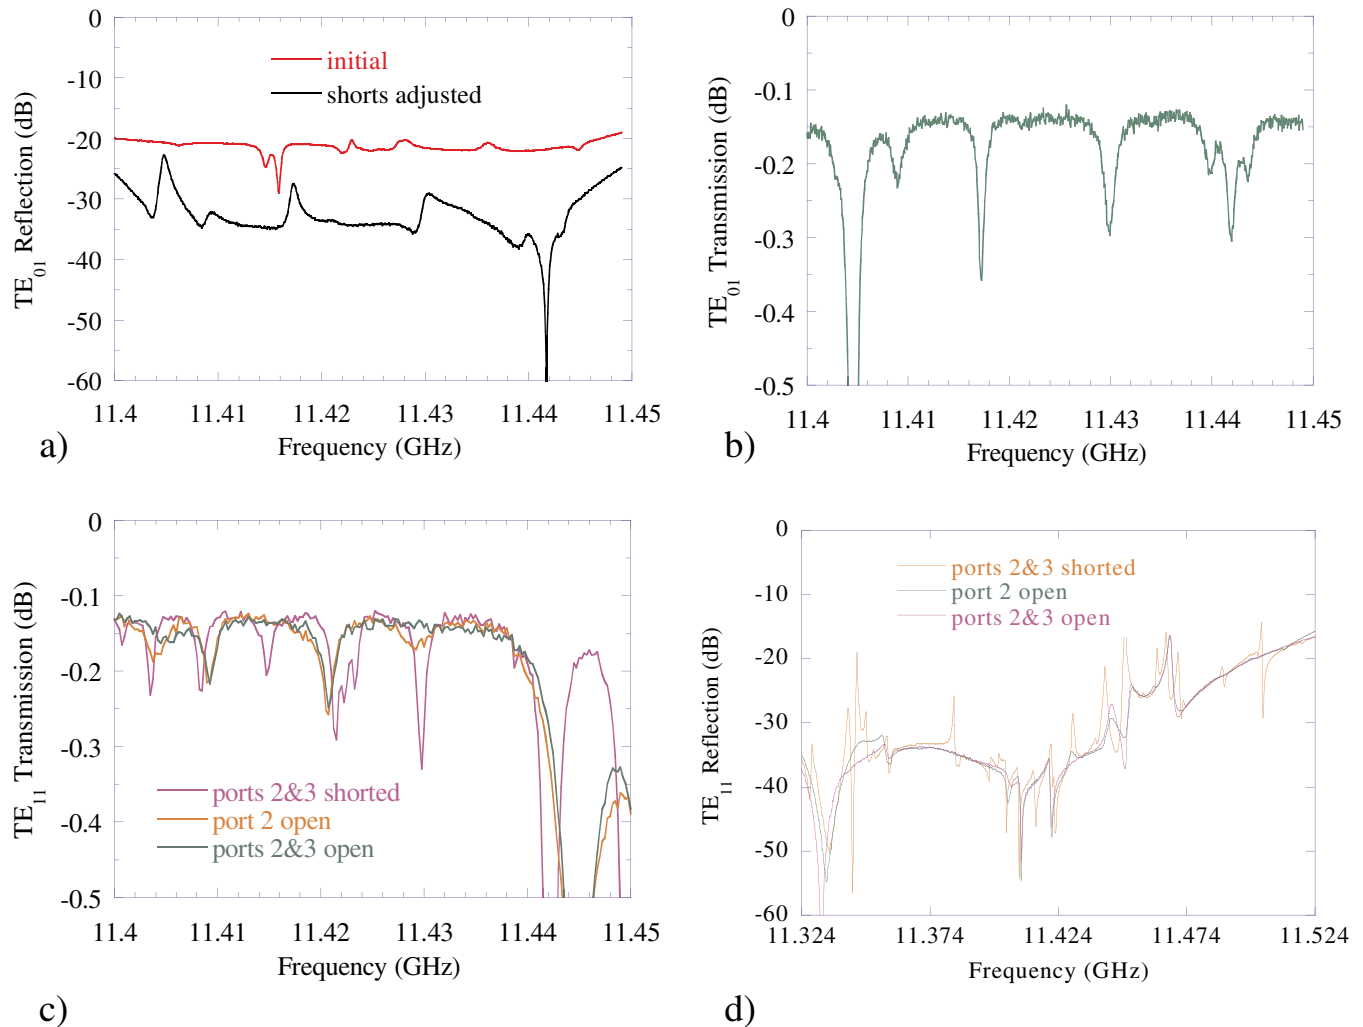 0
-10
-20
-30
-40
-50
-60
TE01 Reflection (dB)
initial
shorts adjusted
11.4 11.41 11.42 11.43 11.44 11.45
Frequency (GHz)
a)
0
-0.1
-0.2
-0.3
-0.4
-0.5
TE01 Transmission (dB)
11.4 11.41 11.42 11.43 11.44 11.45
Frequency (GHz)
b)
0
-0.1
-0.2
-0.3
-0.4
-0.5
TE11 Transmission (dB)
ports 2&3 shorted
port 2 open
ports 2&3 open
11.4 11.41 11.42 11.43 11.44 11.45
Frequency (GHz)
c)
0
-10
-20
-30
-40
-50
-60
TE11 Reflection (dB)
ports 2&3 shorted
port 2 open
ports 2&3 open
11.324 11.374 11.424 11.474 11.524
Frequency (GHz)
d)